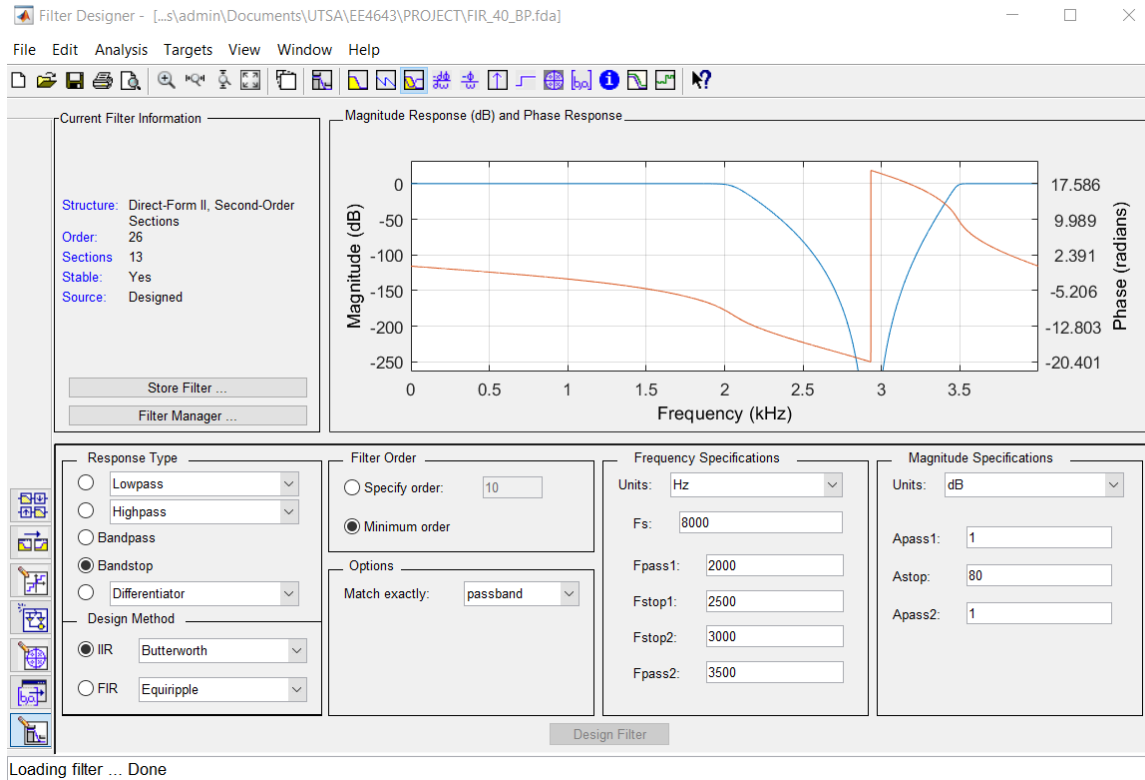 Filter Designer - [...s\admin\Documents\UTSA\EE4643\PROJECT\FIR_40_BP.fda]
File Edit Analysis Targets View Window Help
Current Filter Information
Structure: Direct-Form II, Second-Order
Sections
Order: 26
Sections 13
Stable: Yes
Source: Designed
Store Filter ...
Filter Manager ...
Magnitude Response (dB) and Phase Response
Magnitude (dB)
0
-50
-100
-150
-200
-250
0 0.5 1 1.5 2 2.5 3 3.5
Frequency (kHz)
17.586
9.989
2.391
-5.206
-12.803
-20.401
Phase (radians)
Response Type
Lowpass
Highpass
Bandpass
Bandstop
Differentiator
Design Method
IIR Butterworth
FIR Equiripple
Filter Order
Specify order: 10
Minimum order
Options
Match exactly: passband
Frequency Specifications
Units: Hz
Fs: 8000
Fpass1: 2000
Fstop1: 2500
Fstop2: 3000
Fpass2: 3500
Magnitude Specifications
Units: dB
Apass1: 1
Astop: 80
Apass2: 1
Design Filter
Loading filter ... Done